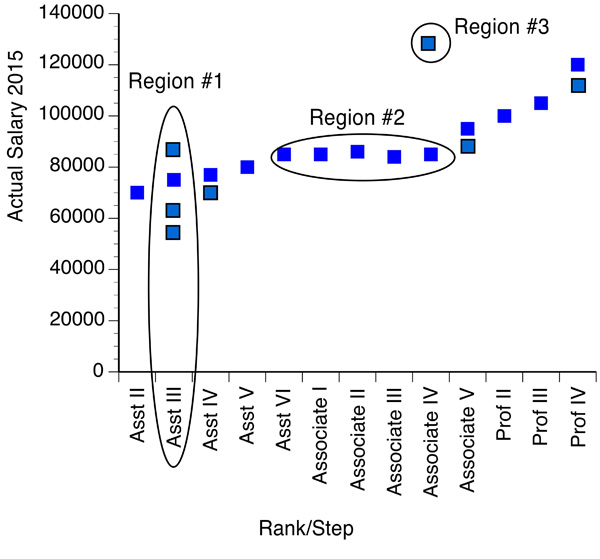 140000
120000
100000
80000
60000
40000
20000
0
Actual Salary 2015
Region #1
Region #2
Region #3
Asst II
Asst III
Asst IV
Asst V
Asst VI
Associate I
Associate II
Associate III
Associate IV
Associate V
Prof II
Prof III
Prof IV
Rank/Step